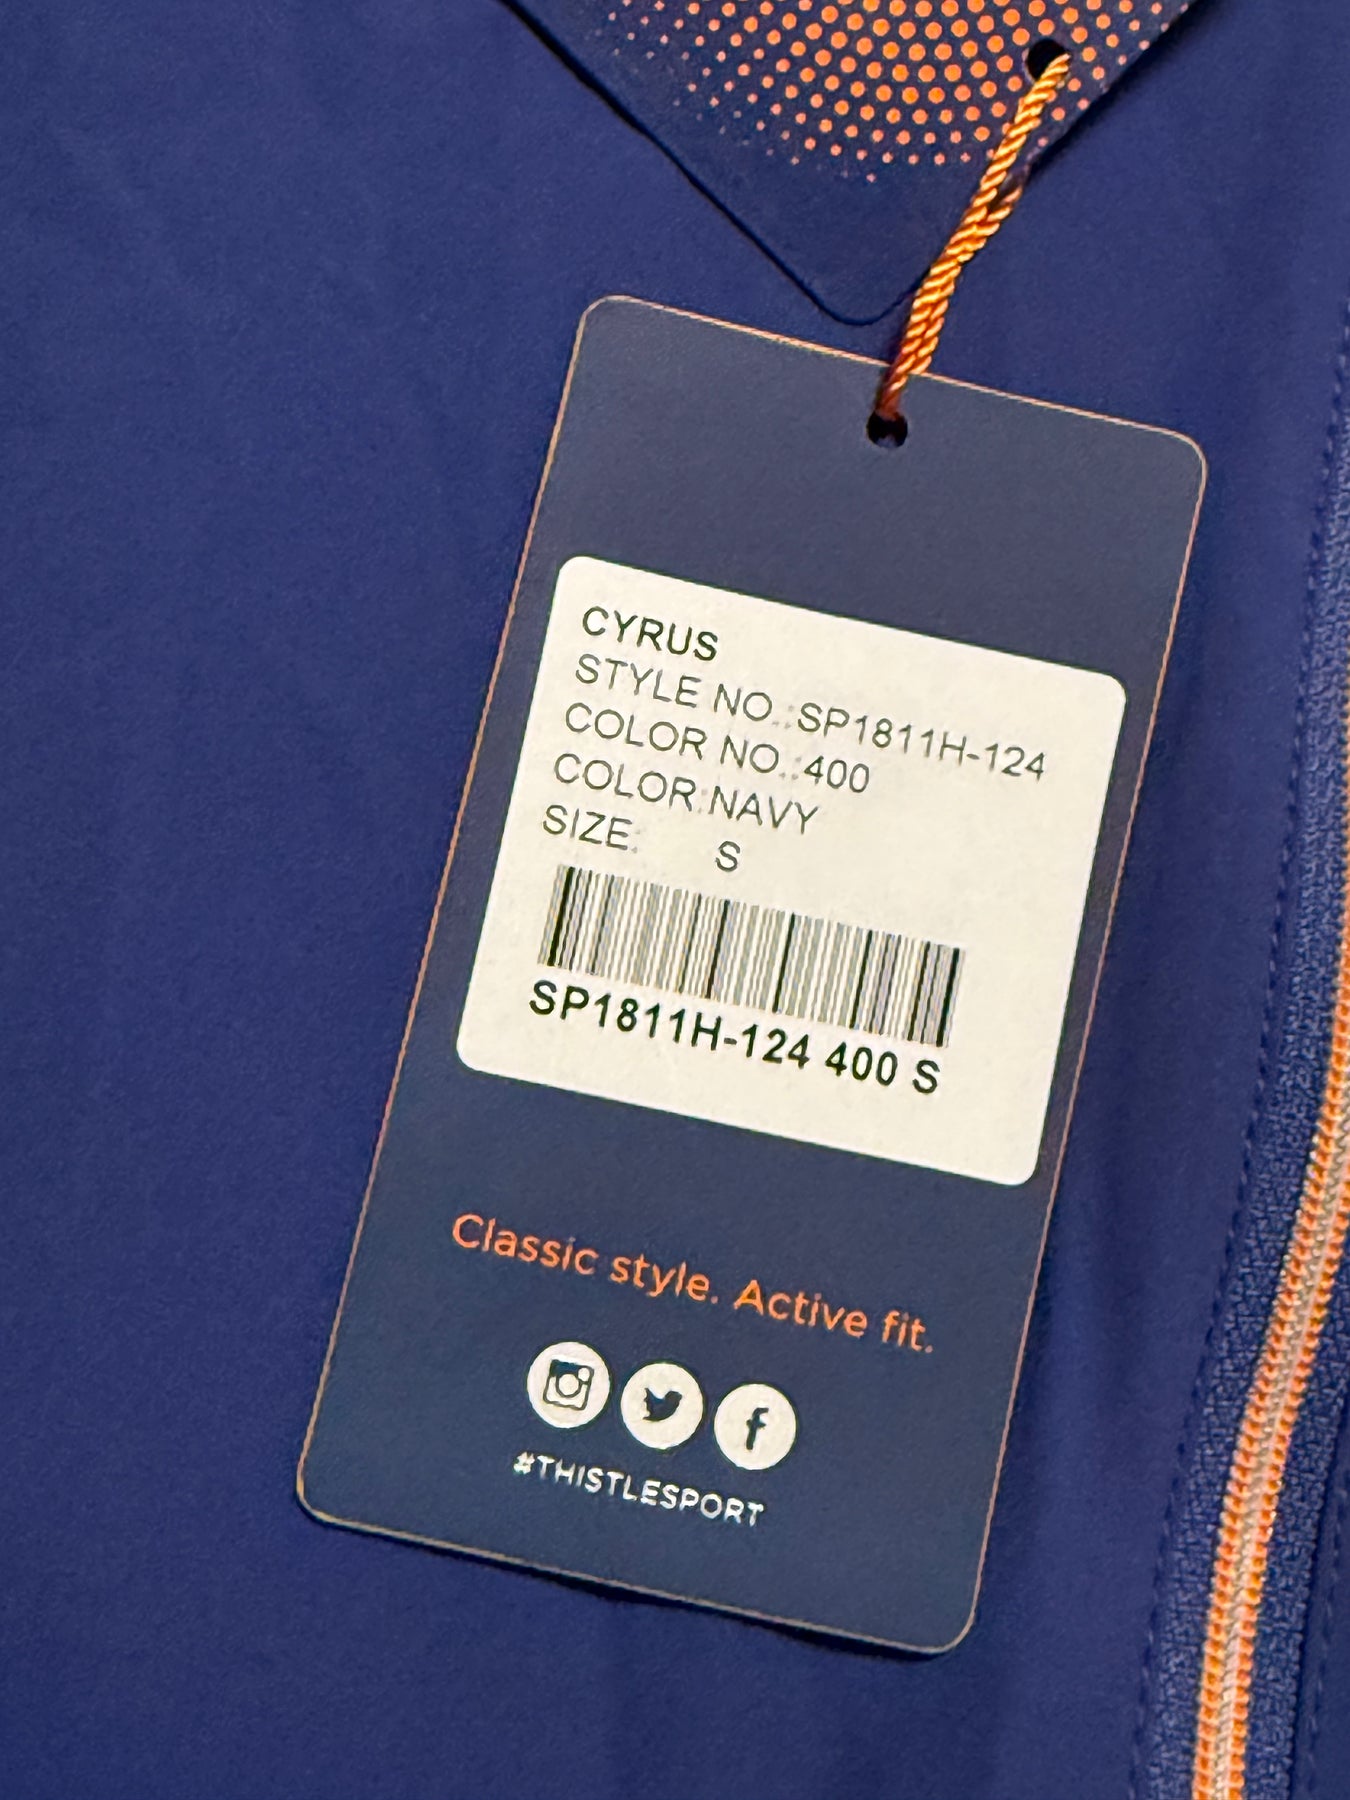 CYRUS
STYLE NO.:SP1811H-124
COLOR NO.:400
COLOR:NAVY
SIZE: S
SP1811H-124 400 S
Classic style. Active fit.
#THISTLESPORT